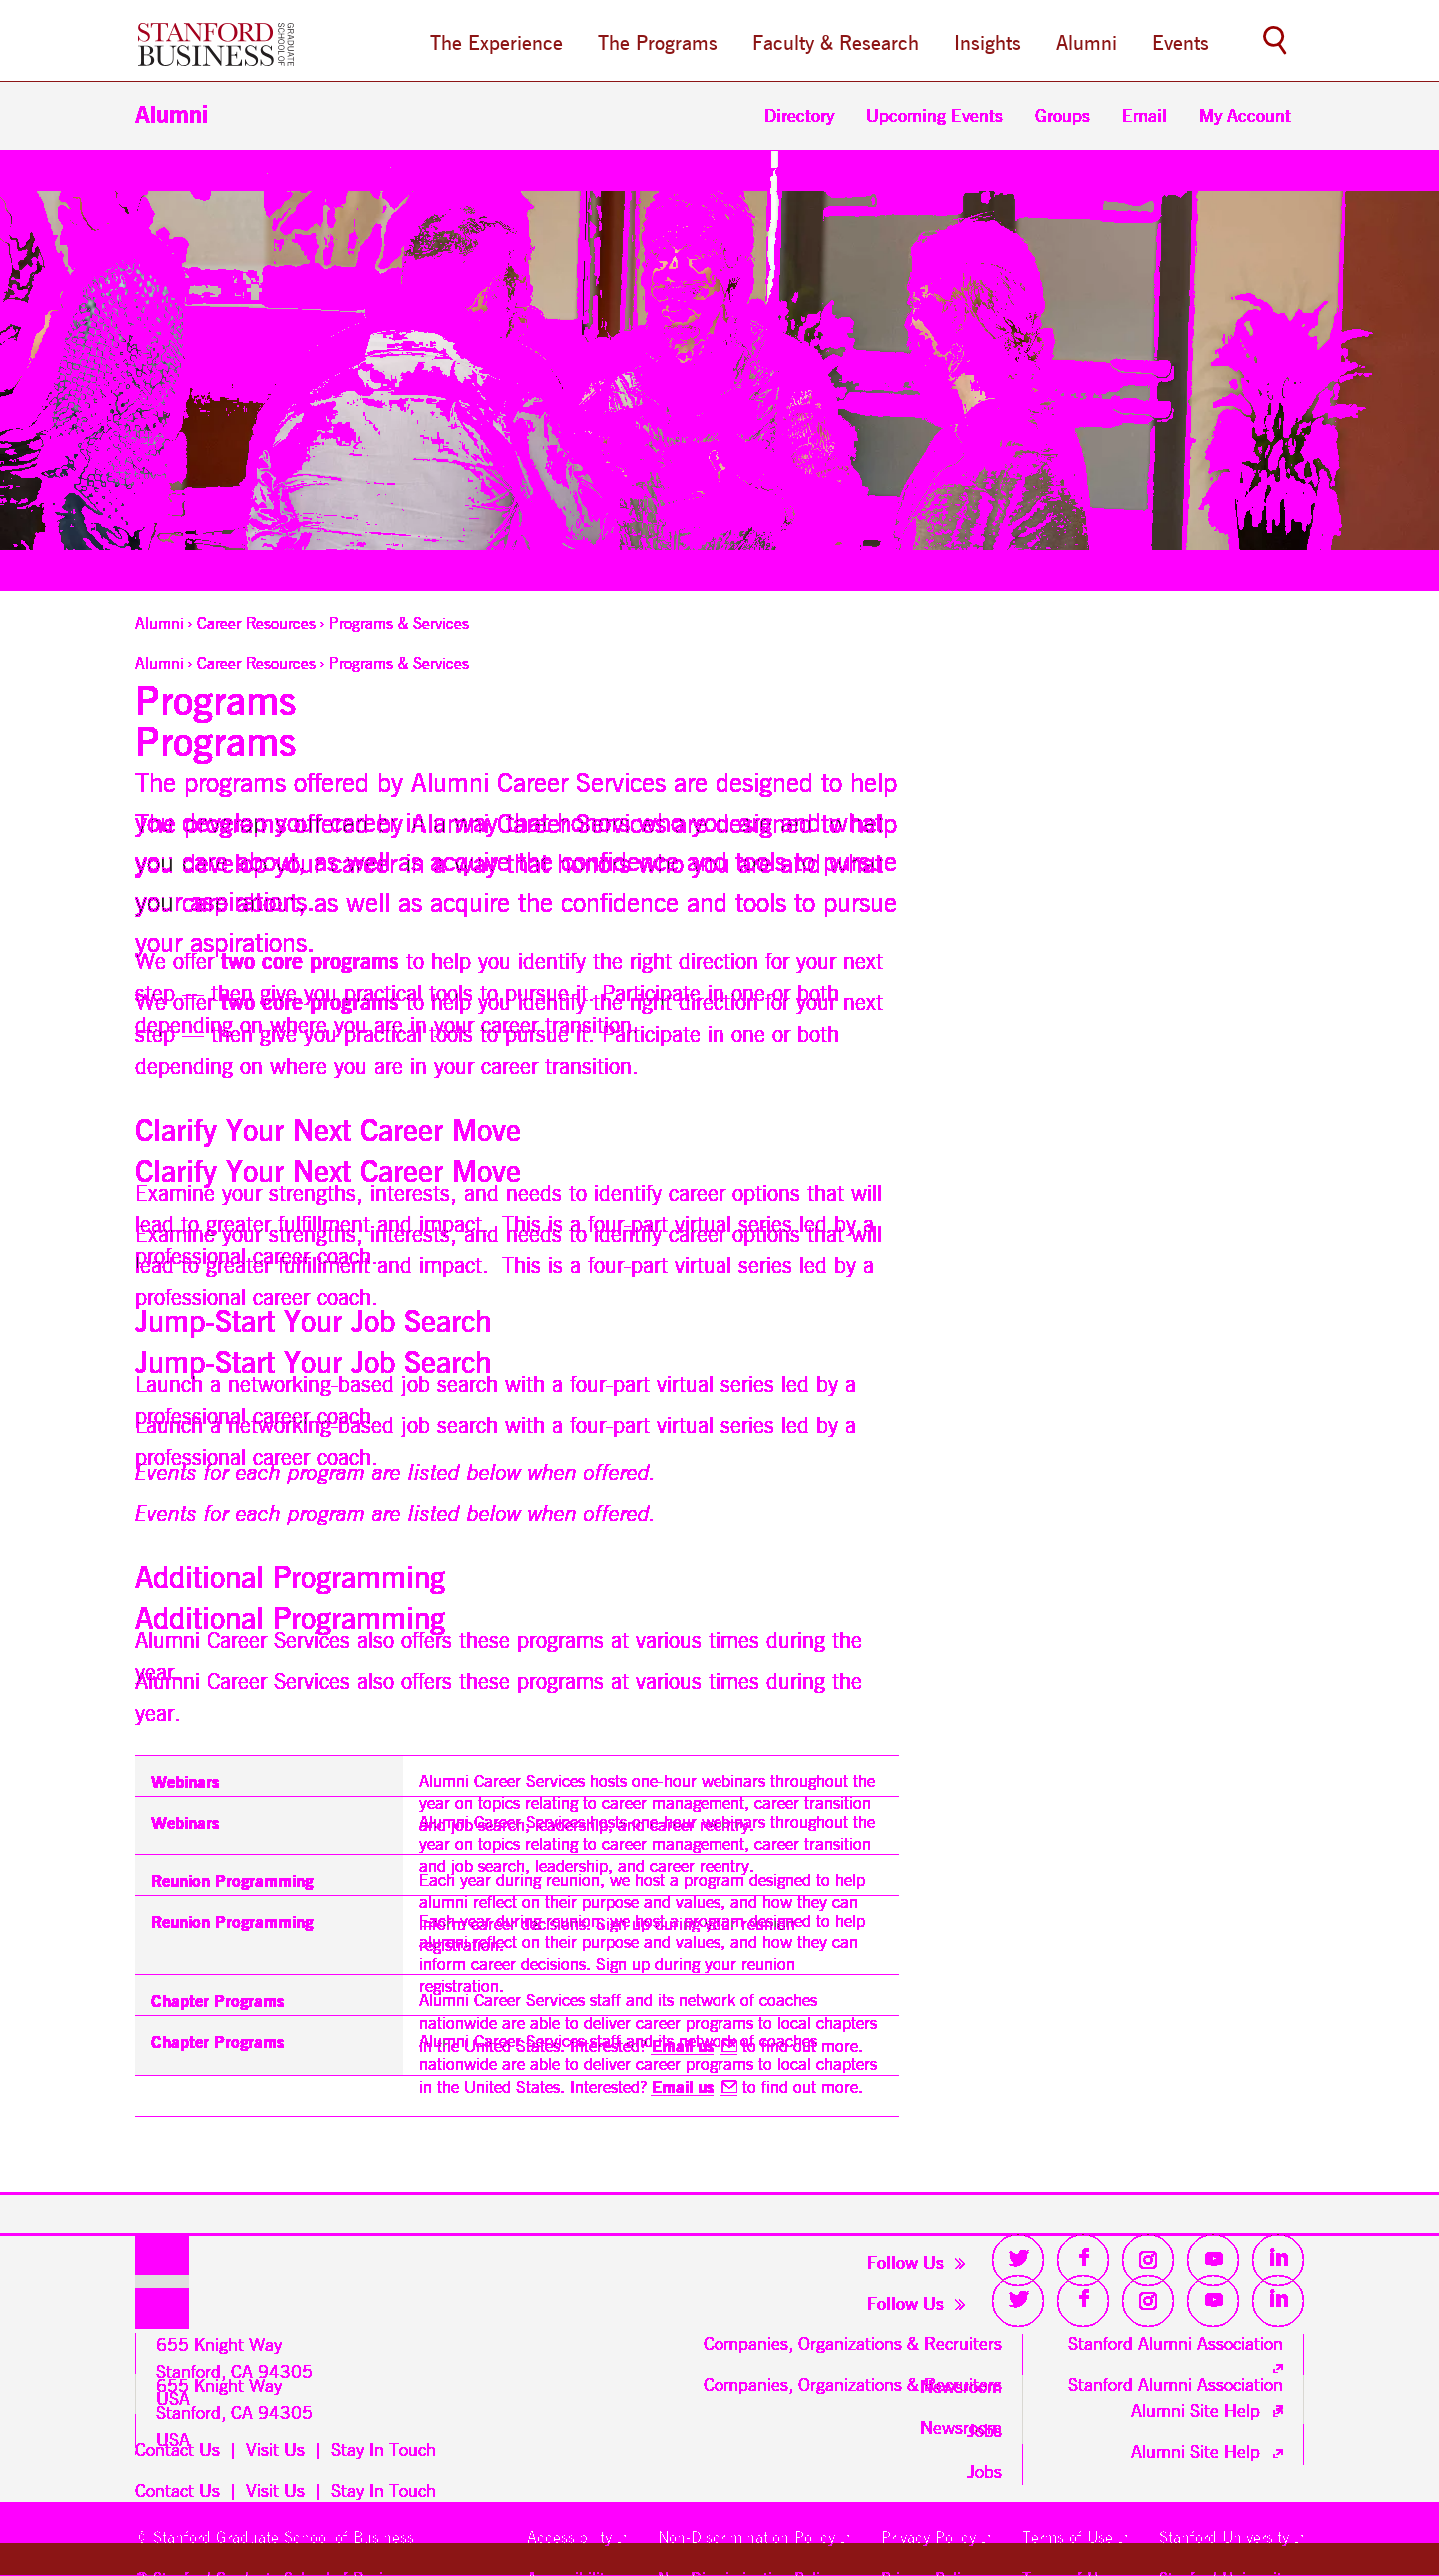 STANFORD
BUSINESS
GRADUATE
SCHOOL OF
The Experience The Programs Faculty & Research Insights Alumni Events
Alumni
Directory Upcoming Events Groups Email My Account
Alumni › Career Resources › Programs & Services
Alumni › Career Resources › Programs & Services
Programs
Programs
The programs offered by Alumni Career Services are designed to help
you develop your career in a way that honors who you are and what
The programs offered by Alumni Career Services are designed to help
you care about, as well as acquire the confidence and tools to pursue
you develop your career in a way that honors who you are and what
your aspirations.
you care about, as well as acquire the confidence and tools to pursue
your aspirations.
We offer two core programs to help you identify the right direction for your next
step — then give you practical tools to pursue it. Participate in one or both
We offer two core programs to help you identify the right direction for your next
depending on where you are in your career transition.
step — then give you practical tools to pursue it. Participate in one or both
depending on where you are in your career transition.
Clarify Your Next Career Move
Clarify Your Next Career Move
Examine your strengths, interests, and needs to identify career options that will
lead to greater fulfillment and impact. This is a four-part virtual series led by a
Examine your strengths, interests, and needs to identify career options that will
professional career coach.
lead to greater fulfillment and impact. This is a four-part virtual series led by a
professional career coach.
Jump-Start Your Job Search
Jump-Start Your Job Search
Launch a networking-based job search with a four-part virtual series led by a
professional career coach.
Launch a networking-based job search with a four-part virtual series led by a
professional career coach.
Events for each program are listed below when offered.
Events for each program are listed below when offered.
Additional Programming
Additional Programming
Alumni Career Services also offers these programs at various times during the
year.
Alumni Career Services also offers these programs at various times during the
year.
Webinars
Alumni Career Services hosts one-hour webinars throughout the
year on topics relating to career management, career transition
and job search, leadership, and career reentry.
Webinars
Alumni Career Services hosts one-hour webinars throughout the
year on topics relating to career management, career transition
and job search, leadership, and career reentry.
Reunion Programming
Each year during reunion, we host a program designed to help
alumni reflect on their purpose and values, and how they can
inform career decisions. Sign up during your reunion
registration.
Reunion Programming
Each year during reunion, we host a program designed to help
alumni reflect on their purpose and values, and how they can
inform career decisions. Sign up during your reunion
registration.
Chapter Programs
Alumni Career Services staff and its network of coaches
nationwide are able to deliver career programs to local chapters
in the United States. Interested? Email us to find out more.
Chapter Programs
Alumni Career Services staff and its network of coaches
nationwide are able to deliver career programs to local chapters
in the United States. Interested? Email us to find out more.
Follow Us »
Follow Us »
655 Knight Way
Stanford, CA 94305
USA
655 Knight Way
Stanford, CA 94305
USA
Contact Us | Visit Us | Stay In Touch
Contact Us | Visit Us | Stay In Touch
Companies, Organizations & Recruiters
Newsroom
Jobs
Companies, Organizations & Recruiters
Newsroom
Jobs
Stanford Alumni Association
Alumni Site Help
Stanford Alumni Association
Alumni Site Help
© Stanford Graduate School of Business Accessibility Non-Discrimination Policy Privacy Policy Terms of Use Stanford University